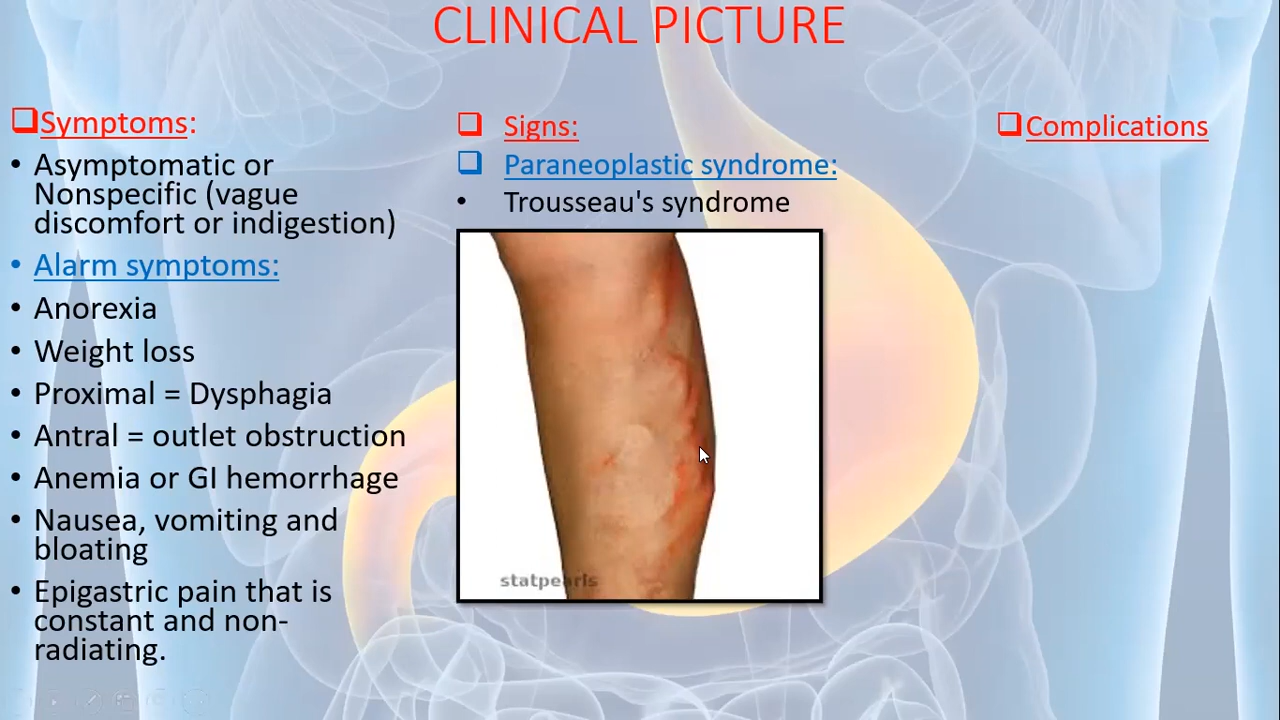 CLINICAL PICTURE
Symptoms:
• Asymptomatic or
Nonspecific (vague
discomfort or indigestion)
• Alarm symptoms:
• Anorexia
• Weight loss
• Proximal = Dysphagia
• Antral = outlet obstruction
• Anemia or GI hemorrhage
• Nausea, vomiting and
bloating
• Epigastric pain that is
constant and non-
radiating.
Signs:
Paraneoplastic syndrome:
• Trousseau's syndrome
statpearls
Complications